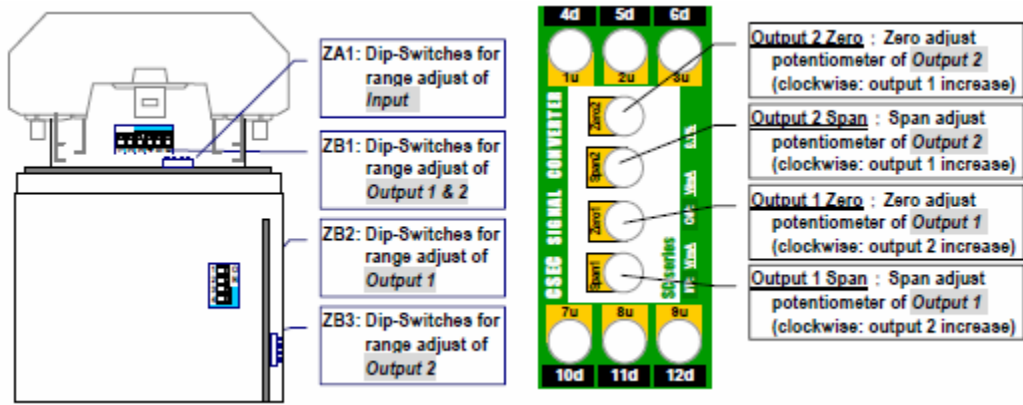 ZA1: Dip-Switches for
range adjust of
Input
ZB1: Dip-Switches for
range adjust of
Output 1 & 2
ZB2: Dip-Switches for
range adjust of
Output 1
ZB3: Dip-Switches for
range adjust of
Output 2
4d 5d 6d
1u 2u 3u
CSEC SIGNAL CONVERTER
Zero2
Span2
Zero1
Span1
SC series
7u 8u 9u
10d 11d 12d
Output 2 Zero : Zero adjust
potentiometer of Output 2
(clockwise: output 1 increase)
Output 2 Span : Span adjust
potentiometer of Output 2
(clockwise: output 1 increase)
Output 1 Zero : Zero adjust
potentiometer of Output 1
(clockwise: output 2 increase)
Output 1 Span : Span adjust
potentiometer of Output 1
(clockwise: output 2 increase)